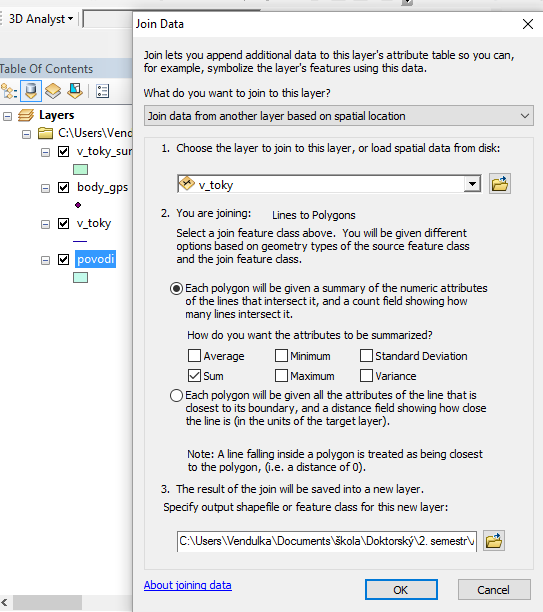 3D Analyst
Table Of Contents
Layers
C:\Users\Vend
v_toky_sur
body_gps
v_toky
povodi
Join Data
Join lets you append additional data to this layer's attribute table so you can,
for example, symbolize the layer's features using this data.
What do you want to join to this layer?
Join data from another layer based on spatial location
1. Choose the layer to join to this layer, or load spatial data from disk:
v_toky
2. You are joining: Lines to Polygons
Select a join feature class above. You will be given different
options based on geometry types of the source feature class
and the join feature class.
Each polygon will be given a summary of the numeric attributes
of the lines that intersect it, and a count field showing how
many lines intersect it.
How do you want the attributes to be summarized?
Average Minimum Standard Deviation
Sum Maximum Variance
Each polygon will be given all the attributes of the line that is
closest to its boundary, and a distance field showing how close
the line is (in the units of the target layer).
Note: A line falling inside a polygon is treated as being closest
to the polygon, (i.e. a distance of 0).
3. The result of the join will be saved into a new layer.
Specify output shapefile or feature class for this new layer:
C:\Users\Vendulka\Documents\škola\Doktorský\2. semestr\
About joining data
OK
Cancel